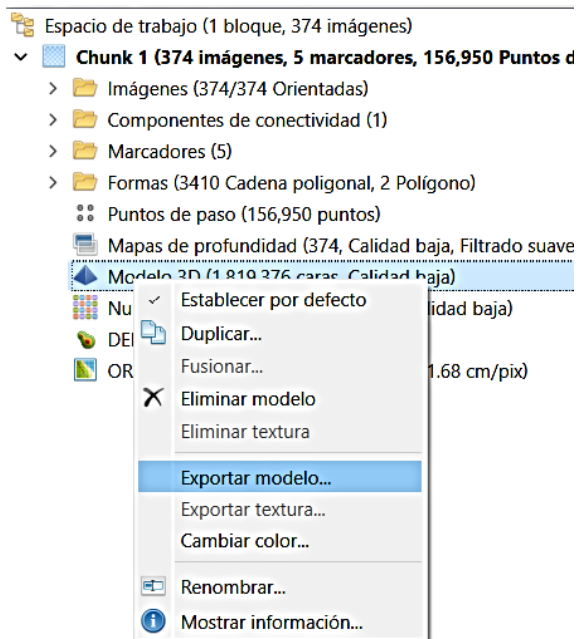 Espacio de trabajo (1 bloque, 374 imágenes)
Chunk 1 (374 imágenes, 5 marcadores, 156,950 Puntos d
Imágenes (374/374 Orientadas)
Componentes de conectividad (1)
Marcadores (5)
Formas (3410 Cadena poligonal, 2 Polígono)
Puntos de paso (156,950 puntos)
Mapas de profundidad (374, Calidad baja, Filtrado suave
Modelo 3D (1,819,376 caras, Calidad baja)
Nu lidad baja)
DE
OR 1.68 cm/pix)
Establecer por defecto
Duplicar...
Fusionar...
Eliminar modelo
Eliminar textura
Exportar modelo...
Exportar textura...
Cambiar color...
Renombrar...
Mostrar información...